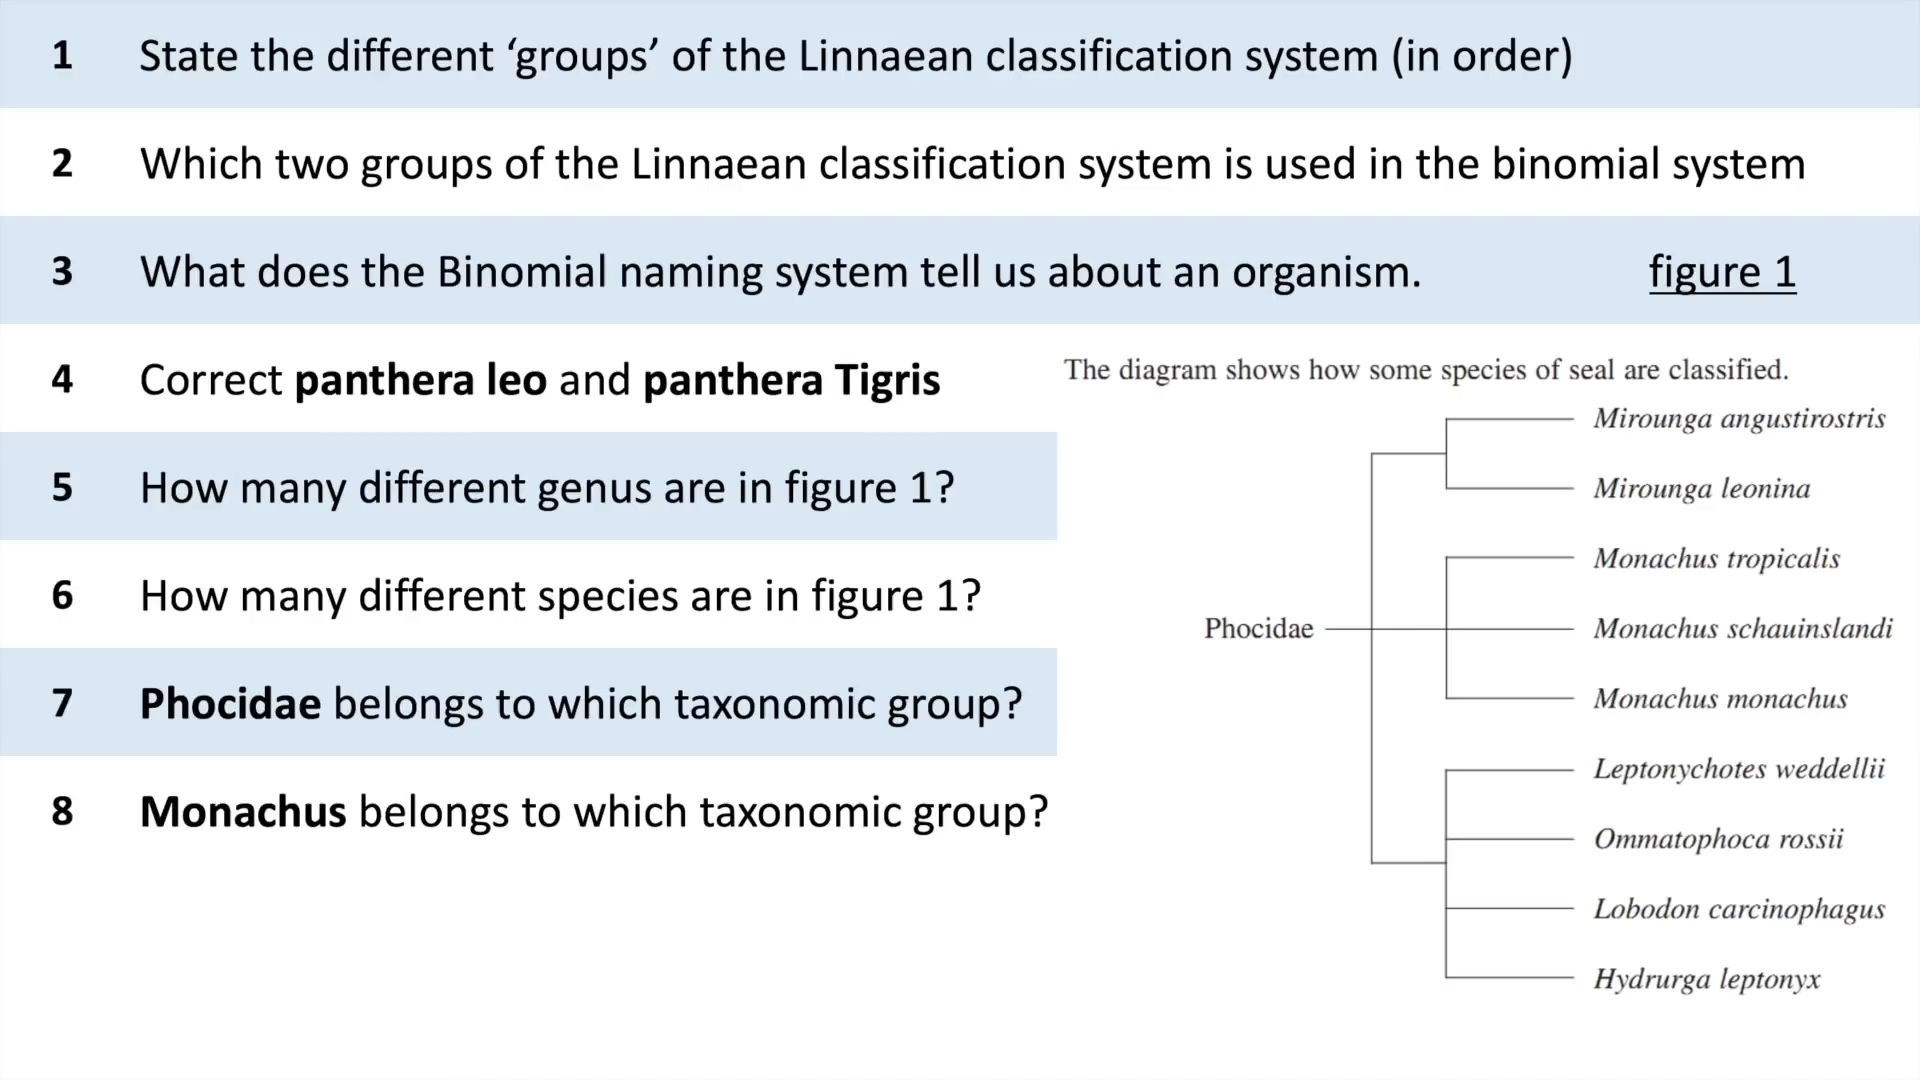 1 State the different ‘groups’ of the Linnaean classification system (in order)
2 Which two groups of the Linnaean classification system is used in the binomial system
3 What does the Binomial naming system tell us about an organism.
figure 1
4 Correct panthera leo and panthera Tigris
5 How many different genus are in figure 1?
6 How many different species are in figure 1?
7 Phocidae belongs to which taxonomic group?
8 Monachus belongs to which taxonomic group?
The diagram shows how some species of seal are classified.
Phocidae
Mirounga angustirostris
Mirounga leonina
Monachus tropicalis
Monachus schauinslandi
Monachus monachus
Leptonychotes weddellii
Ommatophoca rossii
Lobodon carcinophagus
Hydrurga leptonyx